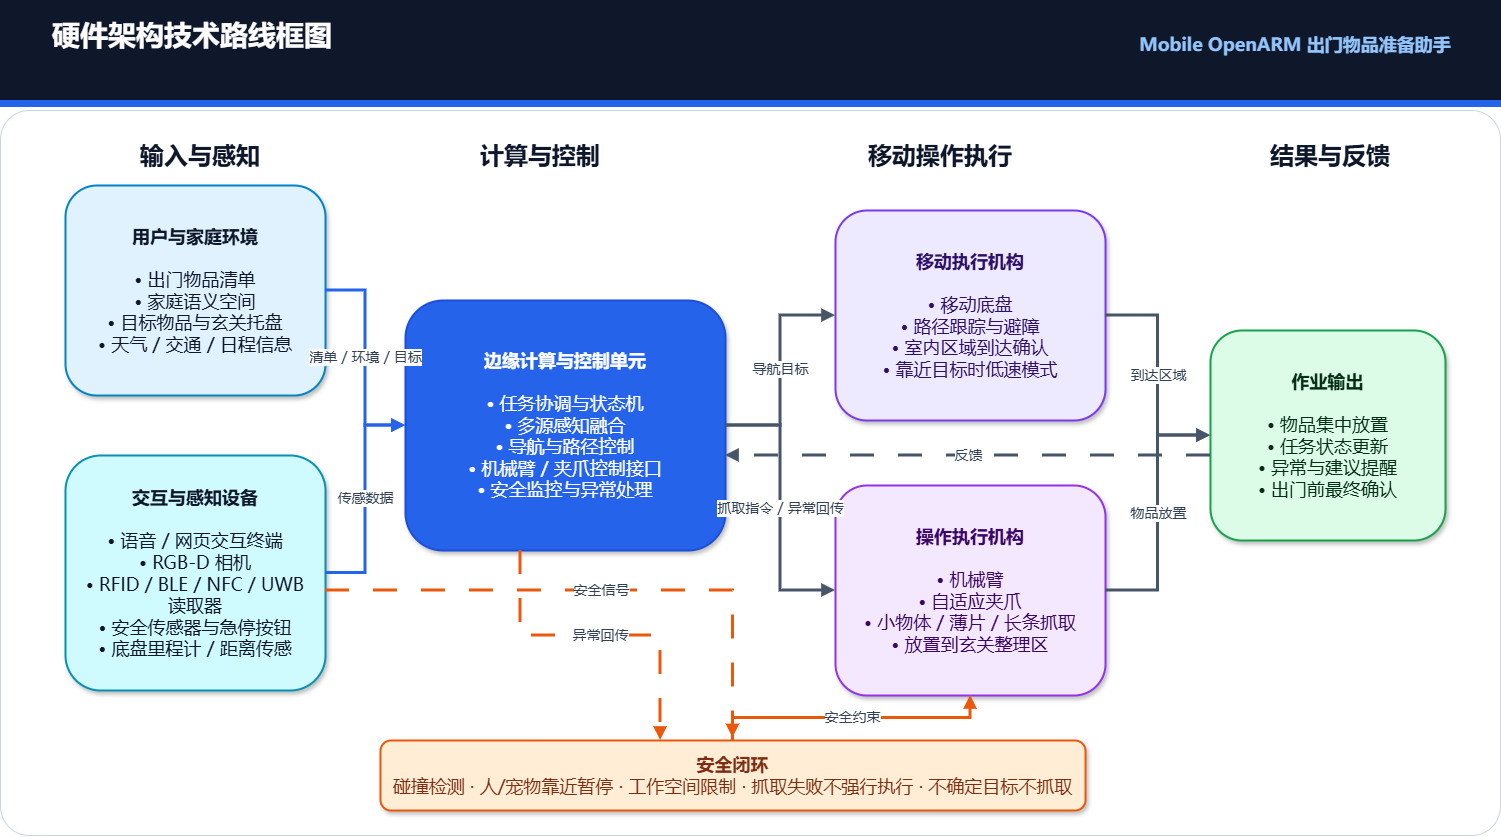 硬件架构技术路线框图
Mobile OpenARM 出门物品准备助手
输入与感知
计算与控制
移动操作执行
结果与反馈
用户与家庭环境
• 出门物品清单
• 家庭语义空间
• 目标物品与玄关托盘
• 天气 / 交通 / 日程信息
清单 / 环境 / 目标
交互与感知设备
• 语音 / 网页交互终端
• RGB-D 相机
• RFID / BLE / NFC / UWB
读取器
• 安全传感器与急停按钮
• 底盘里程计 / 距离传感
传感数据
边缘计算与控制单元
• 任务协调与状态机
• 多源感知融合
• 导航与路径控制
• 机械臂 / 夹爪控制接口
• 安全监控与异常处理
导航目标
抓取指令 / 异常回传
移动执行机构
• 移动底盘
• 路径跟踪与避障
• 室内区域到达确认
• 靠近目标时低速模式
到达区域
反馈
操作执行机构
• 机械臂
• 自适应夹爪
• 小物体 / 薄片 / 长条抓取
• 放置到玄关整理区
物品放置
作业输出
• 物品集中放置
• 任务状态更新
• 异常与建议提醒
• 出门前最终确认
安全信号
异常回传
安全约束
安全闭环
碰撞检测 · 人/宠物靠近暂停 · 工作空间限制 · 抓取失败不强行执行 · 不确定目标不抓取